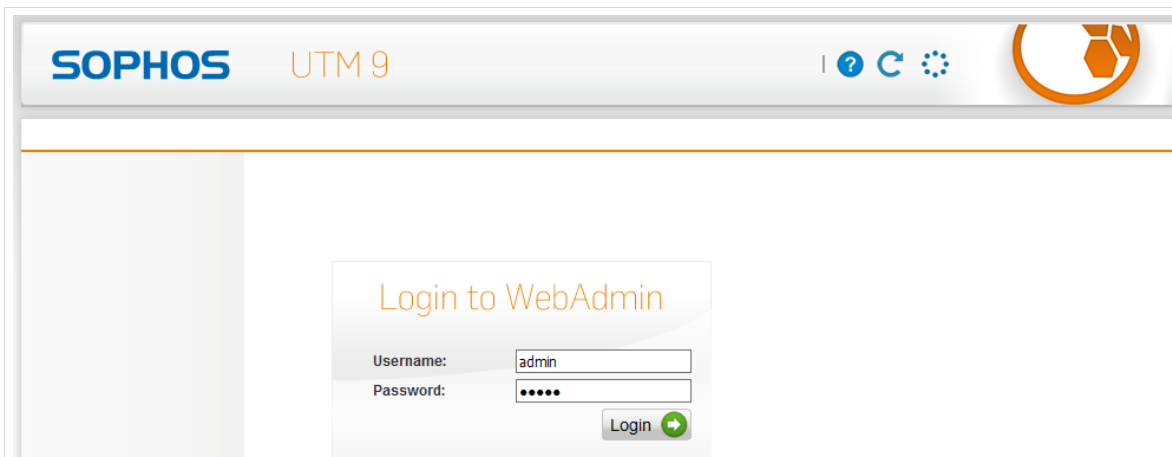 SOPHOS UTM 9
Login to WebAdmin
Username: admin
Password: •••••
Login